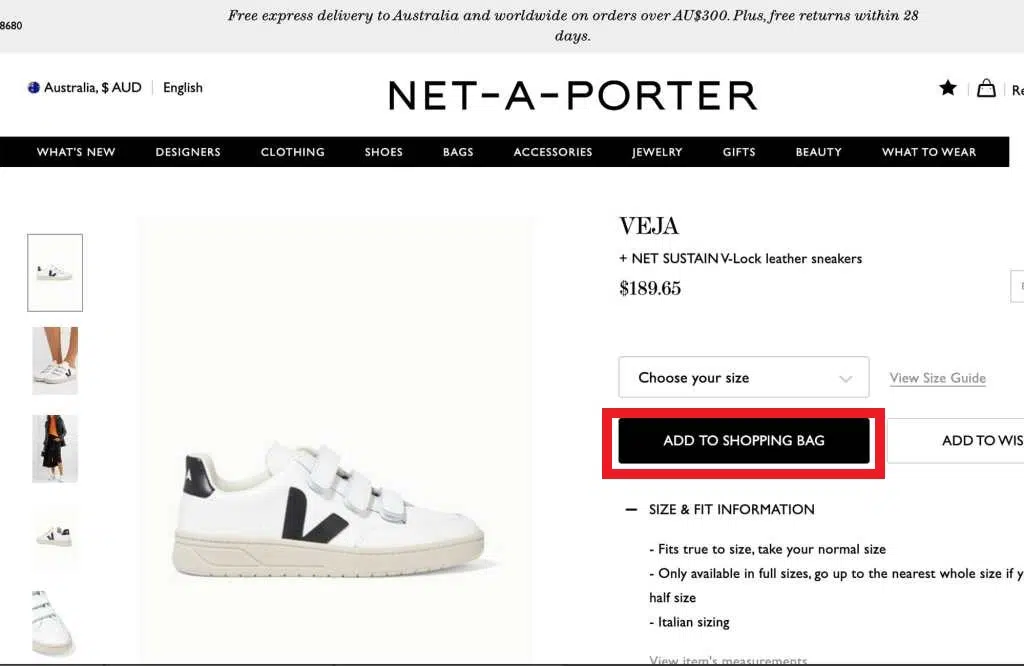 Free express delivery to Australia and worldwide on orders over AU$300. Plus, free returns within 28
days.
8680
Australia, $ AUD English
NET-A-PORTER
WHAT'S NEW DESIGNERS CLOTHING SHOES BAGS ACCESSORIES JEWELRY GIFTS BEAUTY WHAT TO WEAR
VEJA
+ NET SUSTAIN V-Lock leather sneakers
$189.65
Choose your size
View Size Guide
ADD TO SHOPPING BAG
ADD TO WIS
SIZE & FIT INFORMATION
- Fits true to size, take your normal size
- Only available in full sizes, go up to the nearest whole size if y
half size
- Italian sizing
View item's measurements